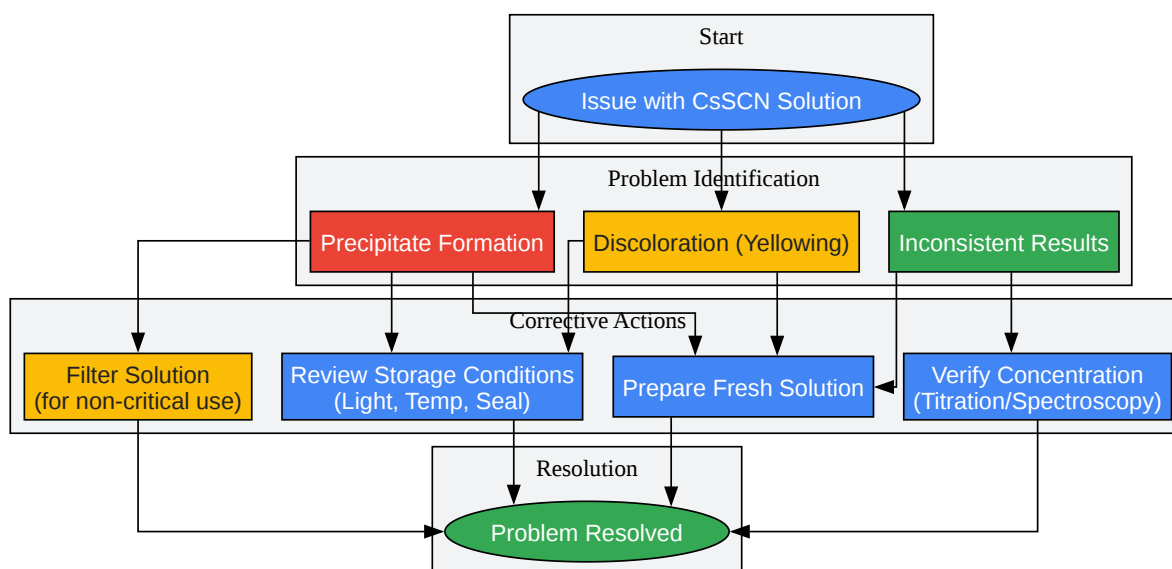 Start
Issue with CsSCN Solution
Problem Identification
Precipitate Formation
Discoloration (Yellowing)
Inconsistent Results
Corrective Actions
Filter Solution
(for non-critical use)
Review Storage Conditions
(Light, Temp, Seal)
Prepare Fresh Solution
Verify Concentration
(Titration/Spectroscopy)
Resolution
Problem Resolved